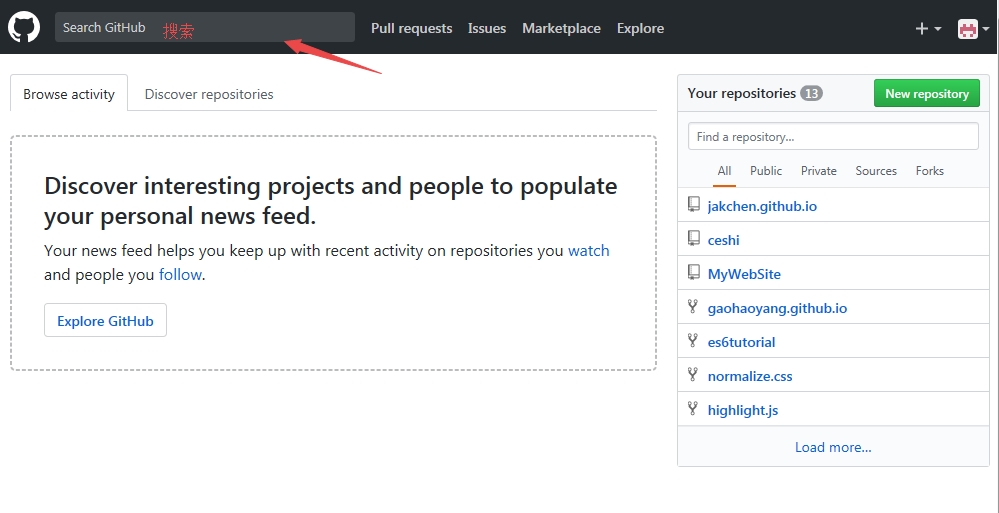 Search GitHub 搜索 Pull requests Issues Marketplace Explore
Browse activity Discover repositories
Discover interesting projects and people to populate
your personal news feed.
Your news feed helps you keep up with recent activity on repositories you watch
and people you follow.
Explore GitHub
Your repositories 13 New repository
Find a repository...
All Public Private Sources Forks
jakchen.github.io
ceshi
MyWebSite
gaohaoyang.github.io
es6tutorial
normalize.css
highlight.js
Load more...